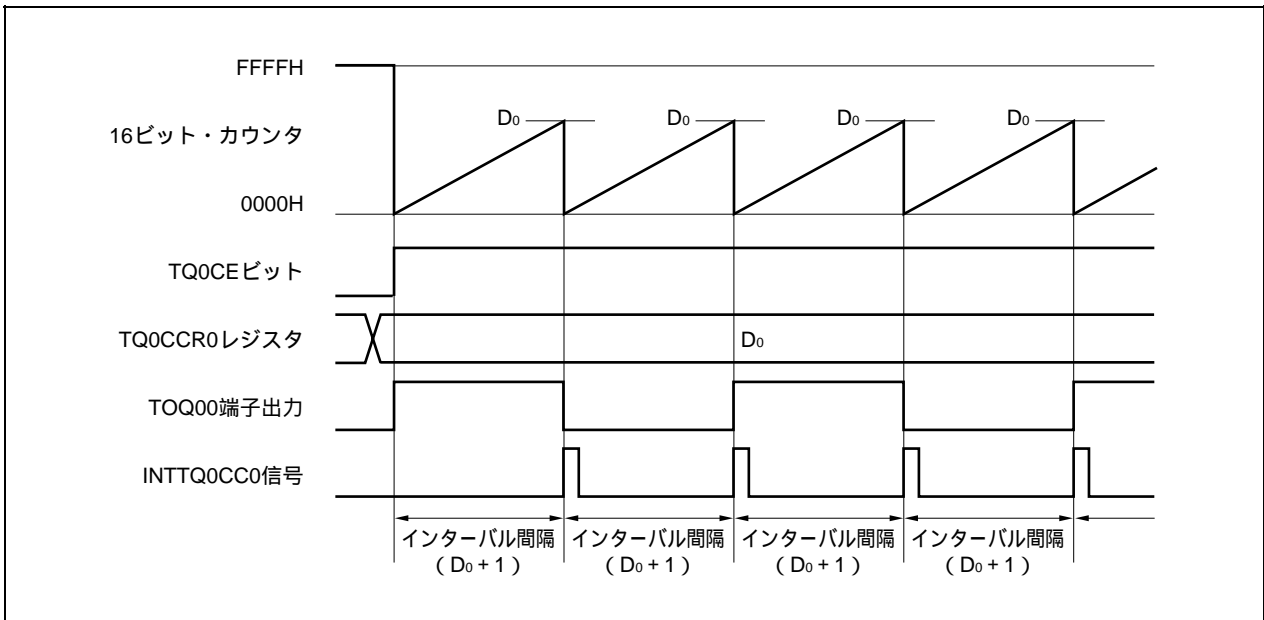 FFFFH
D₀ D₀ D₀ D₀
16ビット・カウンタ
0000H
TQ0CEビット
TQ0CCR0レジスタ
D₀
TOQ00端子出力
INTTQ0CC0信号
インターバル間隔 インターバル間隔 インターバル間隔 インターバル間隔
（D₀ + 1） （D₀ + 1） （D₀ + 1） （D₀ + 1）